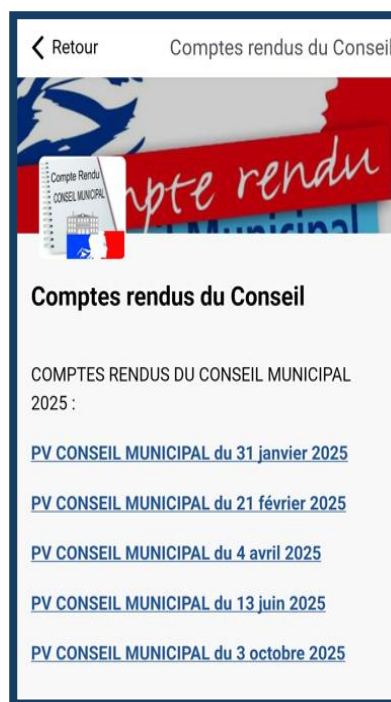 Retour
Comptes rendus du Conseil
Compte Rendu
CONSEIL MUNICIPAL
mpte rendu
Municipal
Comptes rendus du Conseil
COMPTES RENDUS DU CONSEIL MUNICIPAL
2025 :
PV CONSEIL MUNICIPAL du 31 janvier 2025
PV CONSEIL MUNICIPAL du 21 février 2025
PV CONSEIL MUNICIPAL du 4 avril 2025
PV CONSEIL MUNICIPAL du 13 juin 2025
PV CONSEIL MUNICIPAL du 3 octobre 2025